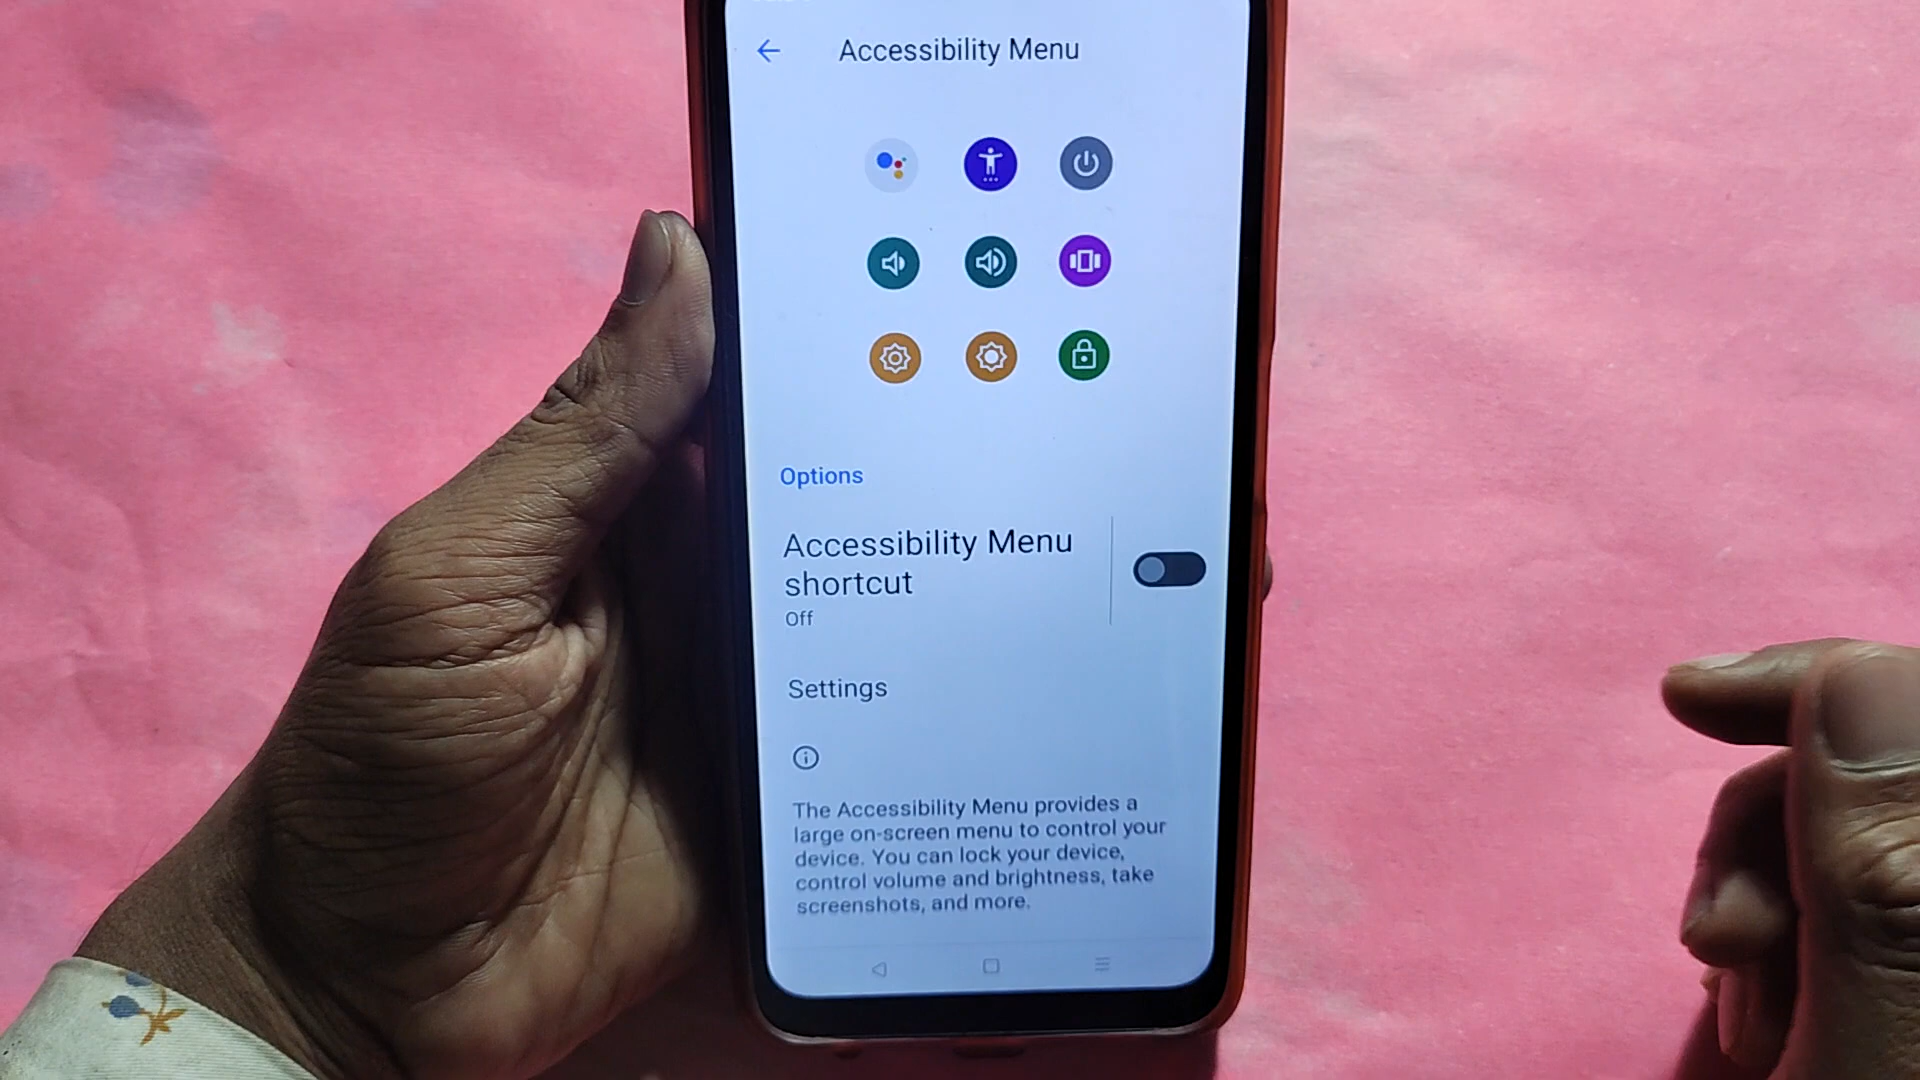 Accessibility Menu
Options
Accessibility Menu
shortcut
Off
Settings
The Accessibility Menu provides a
large on-screen menu to control your
device. You can lock your device,
control volume and brightness, take
screenshots, and more.